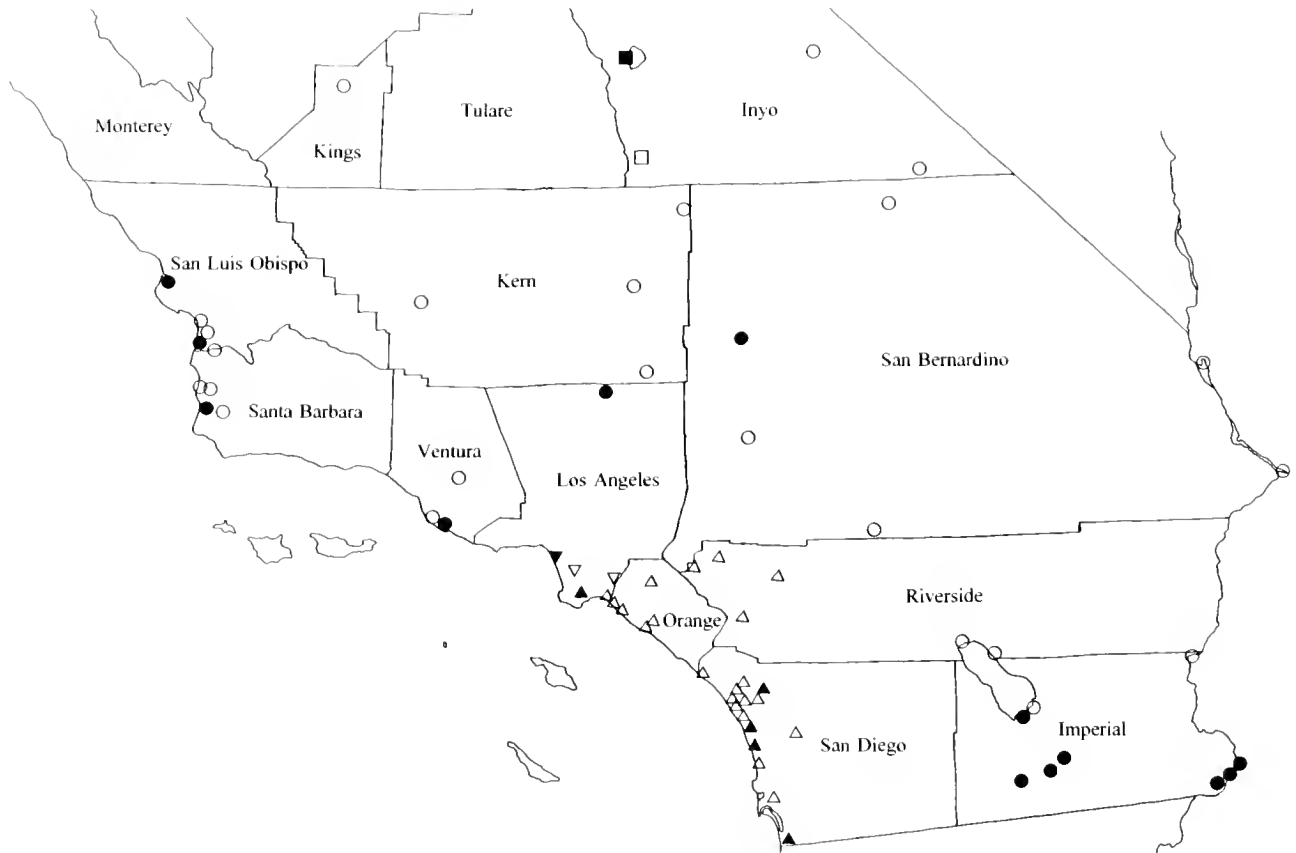 Tulare
Inyo
Monterey
Kings
San Luis Obispo
Kern
San Bernardino
Santa Barbara
Ventura
Los Angeles
Riverside
Orange
Imperial
San Diego